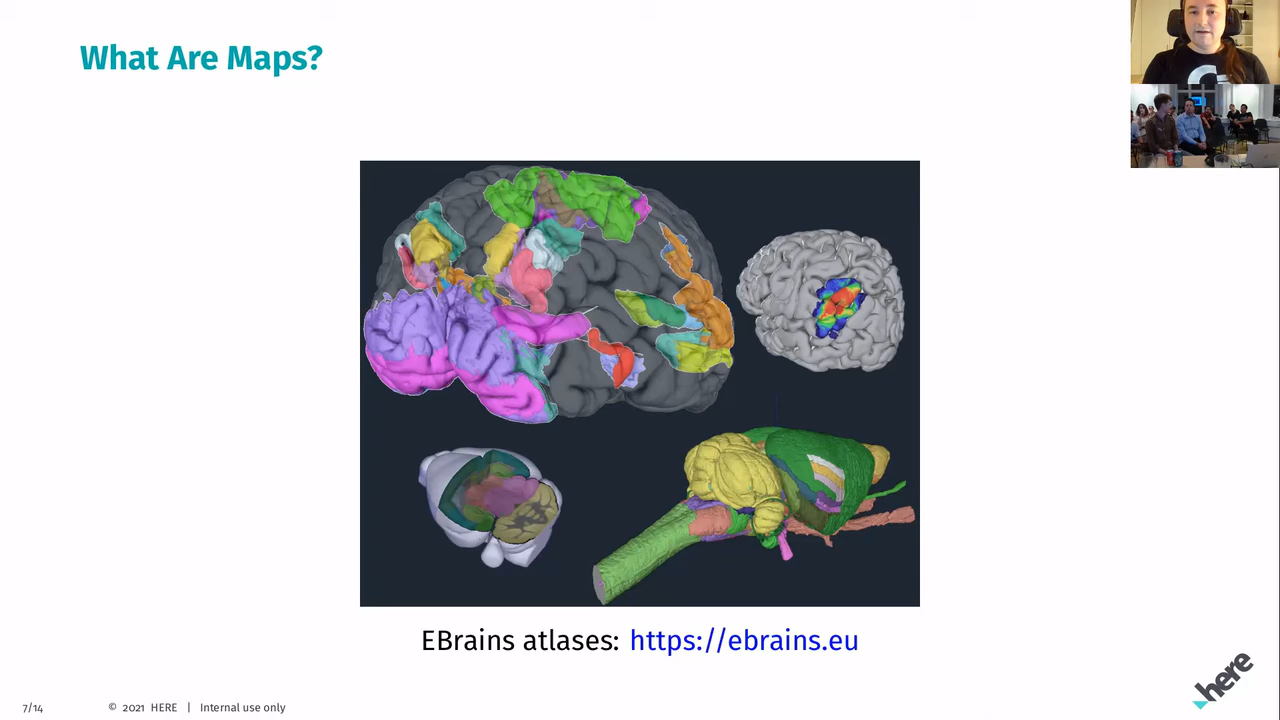 What Are Maps?
EBrains atlases: https://ebrains.eu
7/14 © 2021 HERE | Internal use only
here